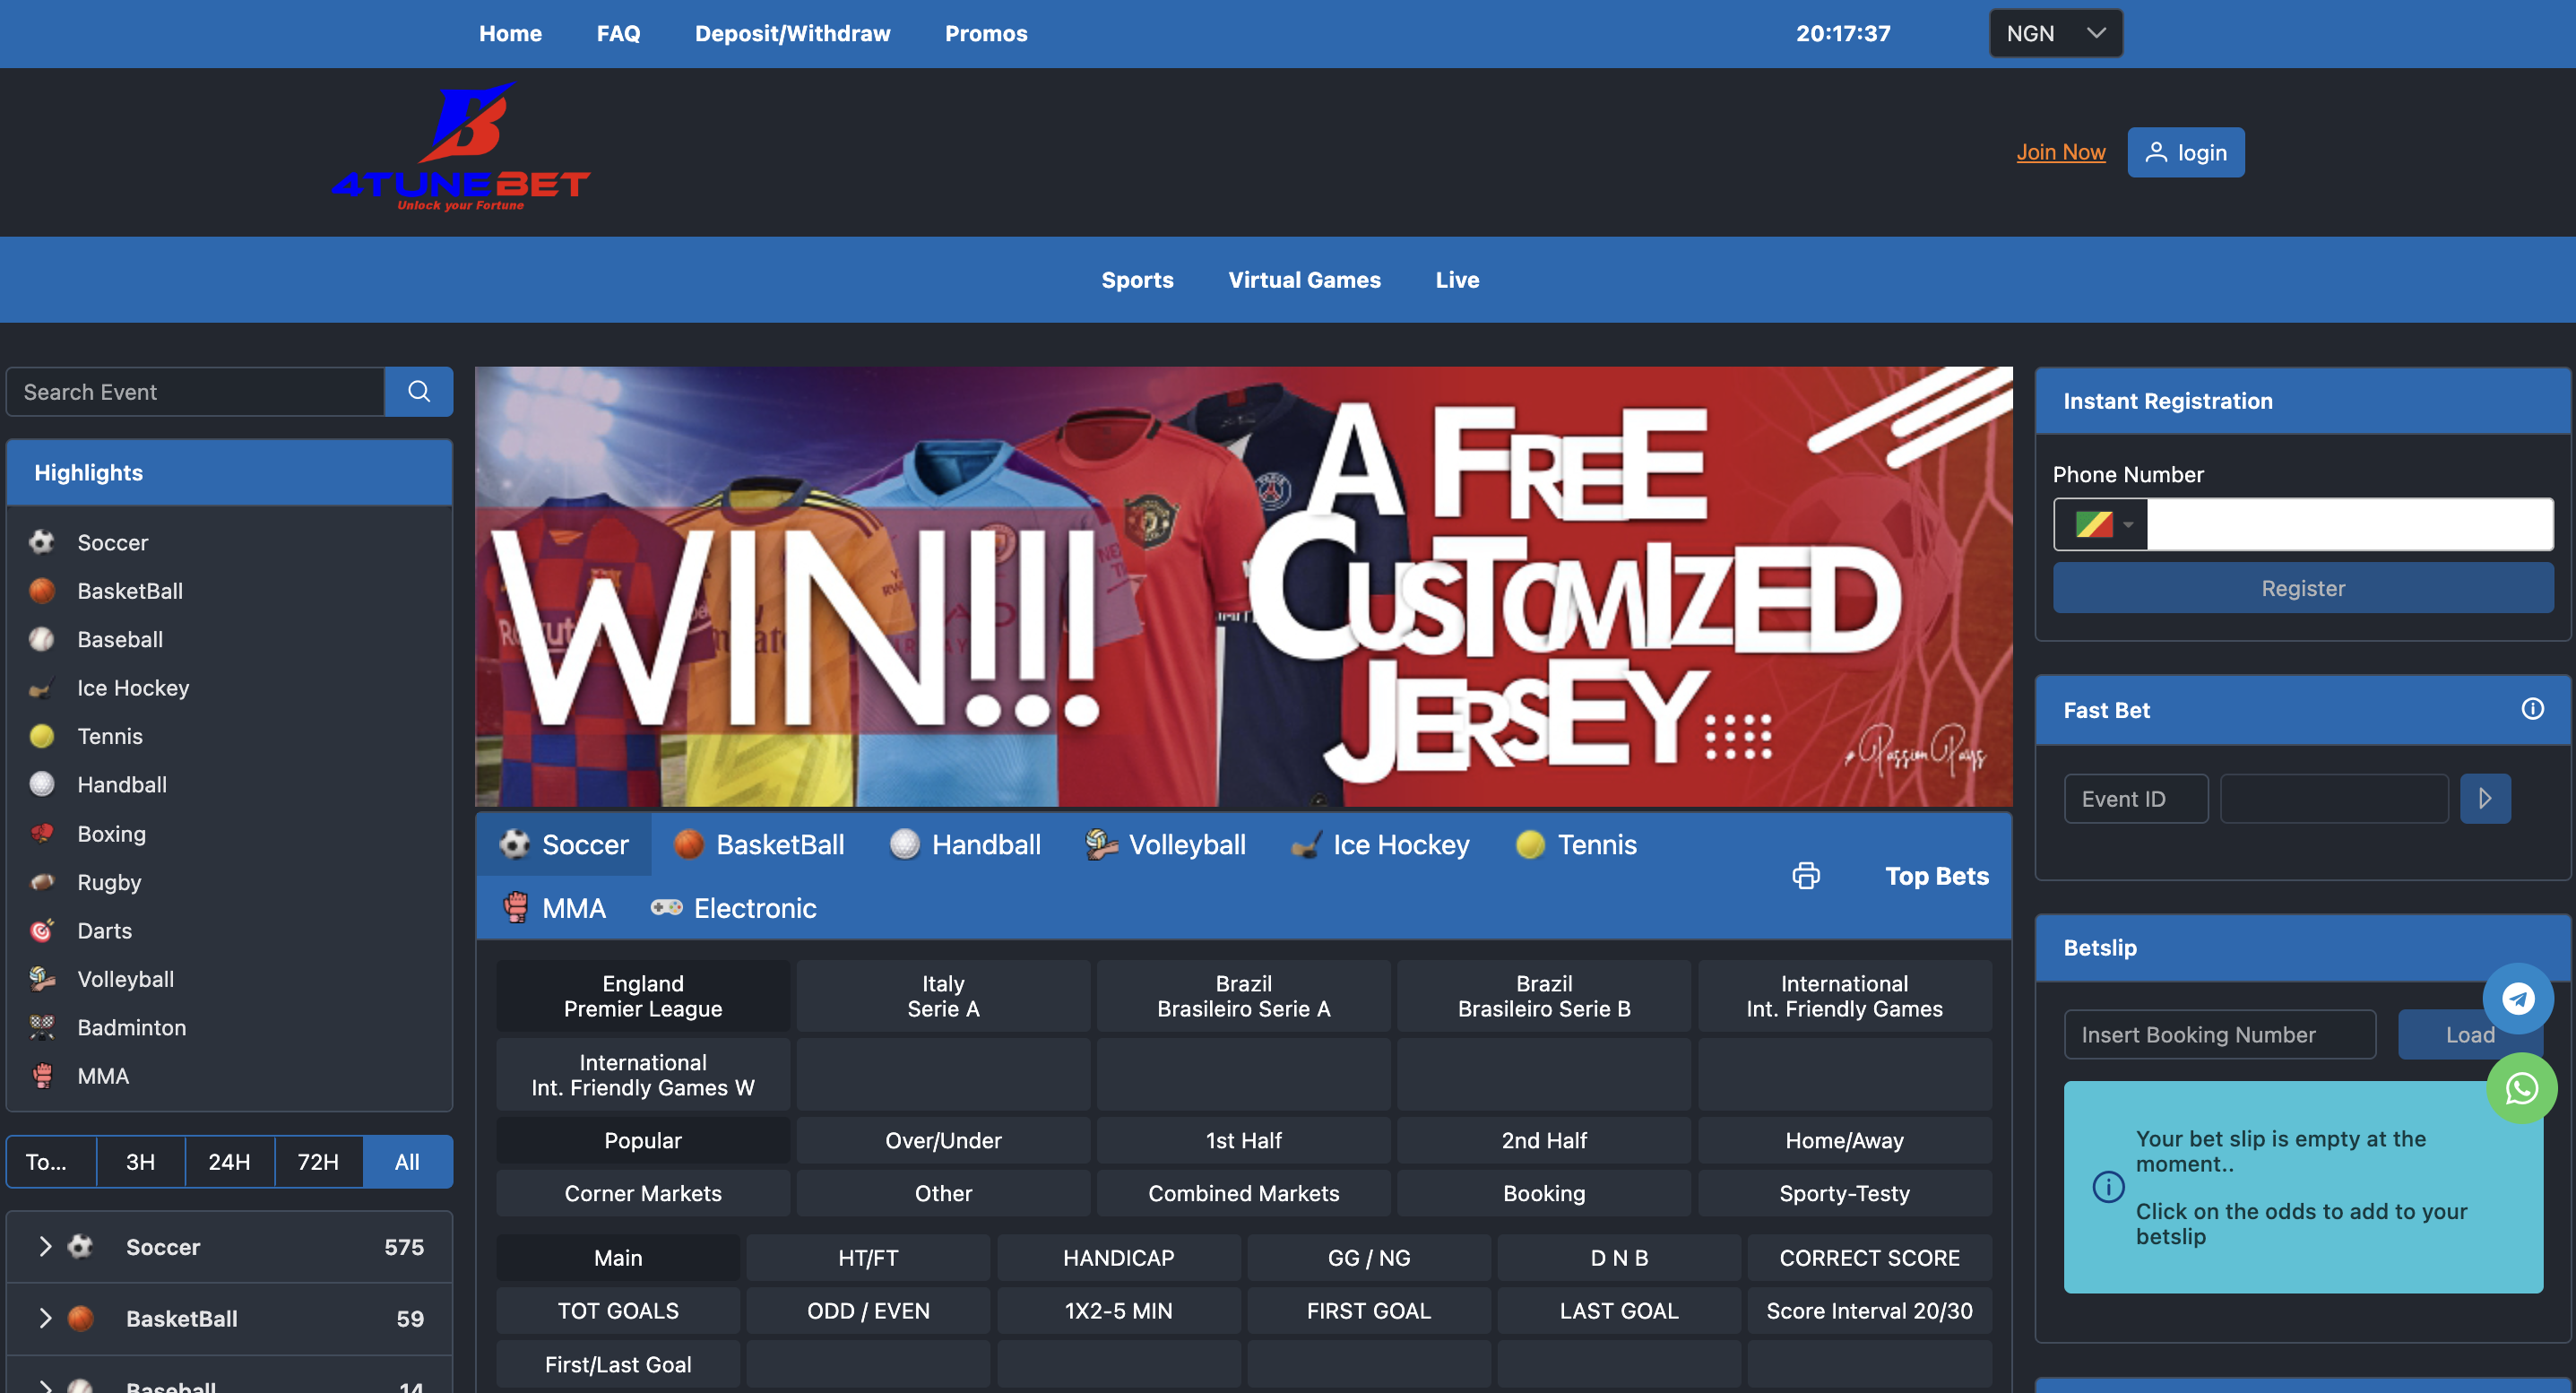 Home FAQ Deposit/Withdraw Promos 20:17:37 NGN
4TUNEBET
Unlock your Fortune
Join Now login
Sports Virtual Games Live
Search Event
Highlights
Soccer
BasketBall
Baseball
Ice Hockey
Tennis
Handball
Boxing
Rugby
Darts
Volleyball
Badminton
MMA
To... 3H 24H 72H All
Soccer 575
BasketBall 59
Baseball 14
WIN!!!
A FREE
CUSTOMIZED
JERSEY
#PassionPays
Soccer BasketBall Handball Volleyball Ice Hockey Tennis
MMA Electronic
Top Bets
England
Premier League
Italy
Serie A
Brazil
Brasileiro Serie A
Brazil
Brasileiro Serie B
International
Int. Friendly Games
International
Int. Friendly Games W
Popular Over/Under 1st Half 2nd Half Home/Away
Corner Markets Other Combined Markets Booking Sporty-Testy
Main HT/FT HANDICAP GG / NG D N B CORRECT SCORE
TOT GOALS ODD / EVEN 1X2-5 MIN FIRST GOAL LAST GOAL Score Interval 20/30
First/Last Goal
Instant Registration
Phone Number
Register
Fast Bet
Event ID
Betslip
Insert Booking Number Load
Your bet slip is empty at the
moment..
Click on the odds to add to your
betslip